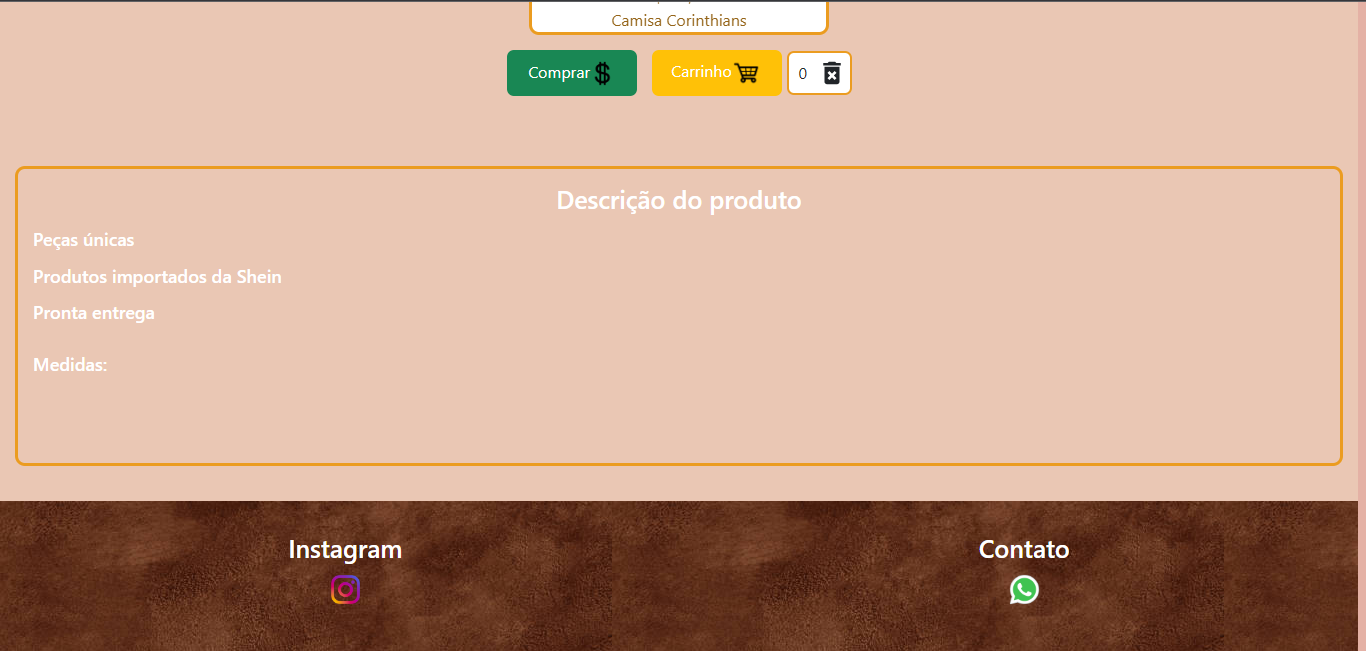 Camisa Corinthians
Comprar
Carrinho
0
Descrição do produto
Peças únicas
Produtos importados da Shein
Pronta entrega
Medidas:
Instagram
Contato